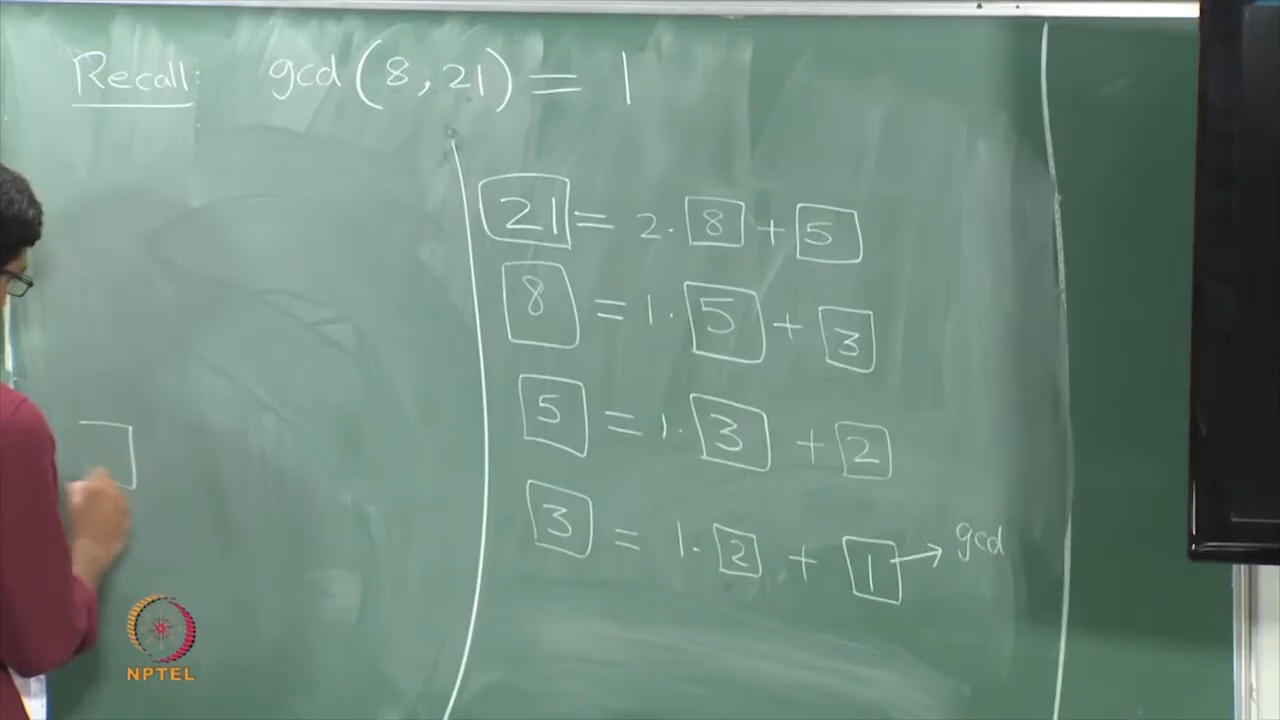 Recall: gcd(8,21) = 1
21 = 2. 8 + 5
8 = 1. 5 + 3
5 = 1. 3 + 2
3 = 1. 2 + 1 → gcd
NPTEL